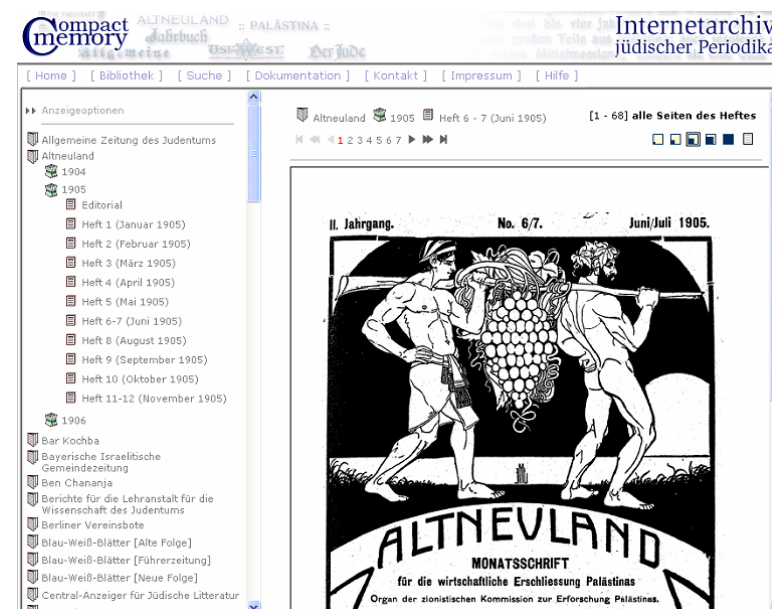 Compact memory
ALTNEULAND :: PALÄSTINA ::
Jahrbuch
Allgemeine
OST UND WEST
Der Jude
Internetarchiv
jüdischer Periodika
[ Home ] [ Bibliothek ] [ Suche ] [ Dokumentation ] [ Kontakt ] [ Impressum ] [ Hilfe ]
Anzeigeoptionen
Allgemeine Zeitung des Judentums
Altneuland
1904
1905
Editorial
Heft 1 (Januar 1905)
Heft 2 (Februar 1905)
Heft 3 (März 1905)
Heft 4 (April 1905)
Heft 5 (Mai 1905)
Heft 6-7 (Juni 1905)
Heft 8 (August 1905)
Heft 9 (September 1905)
Heft 10 (Oktober 1905)
Heft 11-12 (November 1905)
1906
Bar Kochba
Bayerische Israelitische
Gemeindezeitung
Ben Chananja
Berichte für die Lehranstalt für die
Wissenschaft des Judentums
Berliner Vereinsbote
Blau-Weiß-Blätter [Alte Folge]
Blau-Weiß-Blätter [Führerzeitung]
Blau-Weiß-Blätter [Neue Folge]
Central-Anzeiger für Jüdische Litteratur
Altneuland 1905 Heft 6 - 7 (Juni 1905) [1 - 68] alle Seiten des Heftes
1 2 3 4 5 6 7
II. Jahrgang. No. 6/7. Juni/Juli 1905.
ALTNEVLAND
MONATSSCHRIFT
für die wirtschaftliche Erschliessung Palästinas
Organ der zionistischen Kommission zur Erforschung Palästinas.